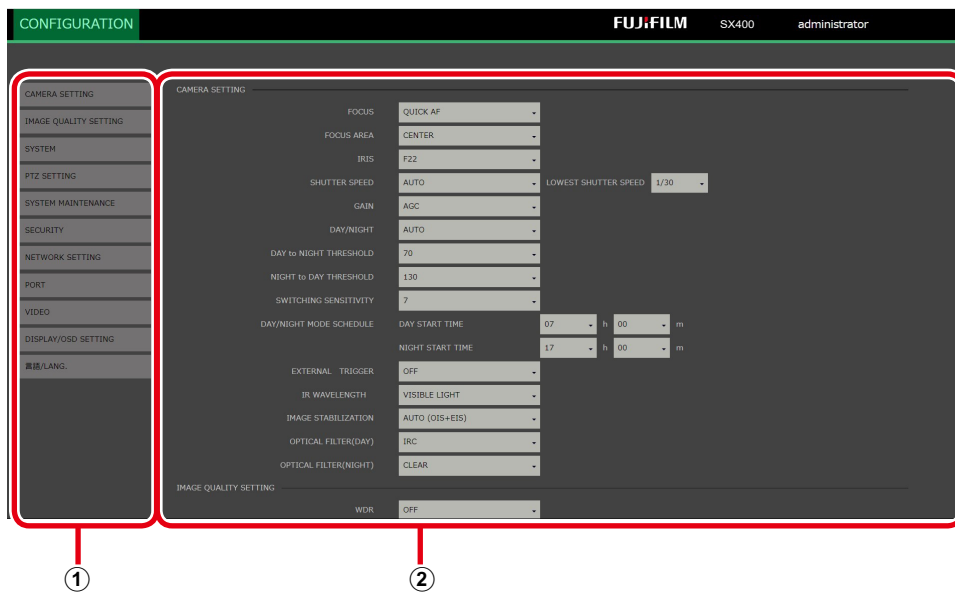 CONFIGURATION FUJIFILM SX400 administrator
CAMERA SETTING
IMAGE QUALITY SETTING
SYSTEM
PTZ SETTING
SYSTEM MAINTENANCE
SECURITY
NETWORK SETTING
PORT
VIDEO
DISPLAY/OSD SETTING
言語/LANG.
CAMERA SETTING
FOCUS QUICK AF
FOCUS AREA CENTER
IRIS F22
SHUTTER SPEED AUTO LOWEST SHUTTER SPEED 1/30
GAIN AGC
DAY/NIGHT AUTO
DAY to NIGHT THRESHOLD 70
NIGHT to DAY THRESHOLD 130
SWITCHING SENSITIVITY 7
DAY/NIGHT MODE SCHEDULE DAY START TIME 07 h 00 m
NIGHT START TIME 17 h 00 m
EXTERNAL TRIGGER OFF
IR WAVELENGTH VISIBLE LIGHT
IMAGE STABILIZATION AUTO (OIS+EIS)
OPTICAL FILTER(DAY) IRC
OPTICAL FILTER(NIGHT) CLEAR
IMAGE QUALITY SETTING
WDR OFF
① ②